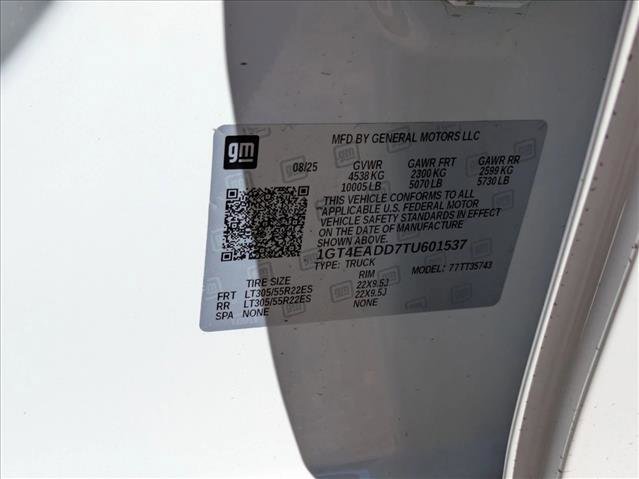 gm
MFD BY GENERAL MOTORS LLC
08/25 GVWR GAWR FRT GAWR RR
4538 KG 2300 KG 2599 KG
10005 LB 5070 LB 5730 LB
THIS VEHICLE CONFORMS TO ALL
APPLICABLE U.S. FEDERAL MOTOR
VEHICLE SAFETY STANDARDS IN EFFECT
ON THE DATE OF MANUFACTURE
SHOWN ABOVE.
1GT4EADD7TU601537
TYPE: TRUCK MODEL: 77TT35743
TIRE SIZE RIM
FRT LT305/55R22ES 22X9.5J
RR LT305/55R22ES 22X9.5J
SPA NONE NONE